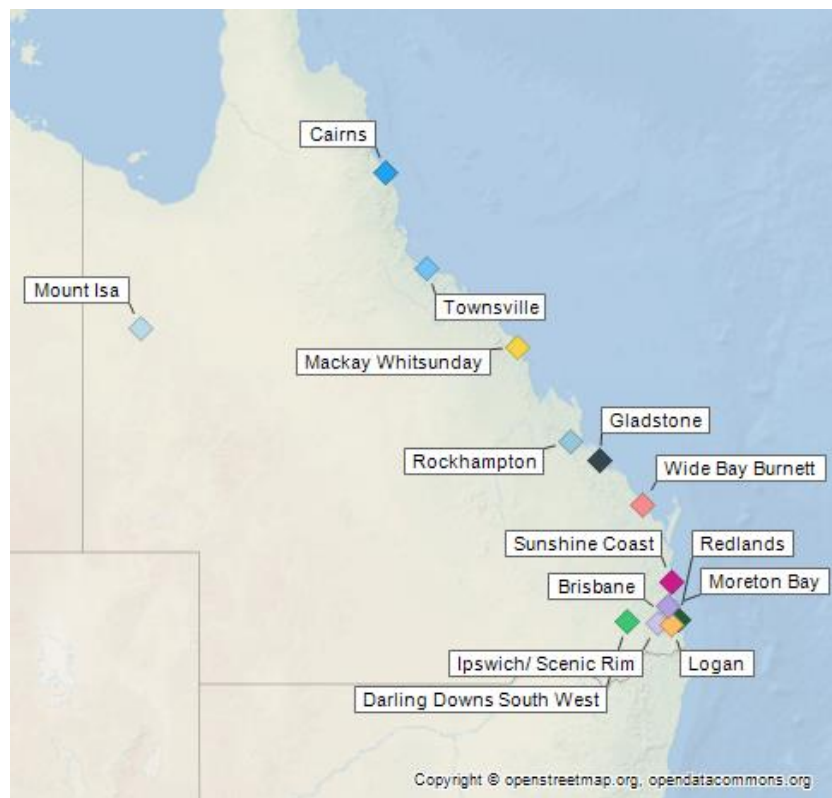 Cairns
Mount Isa
Townsville
Mackay Whitsunday
Gladstone
Rockhampton
Wide Bay Burnett
Sunshine Coast
Redlands
Brisbane
Moreton Bay
Ipswich/ Scenic Rim
Logan
Darling Downs South West
Copyright © openstreetmap.org, opendatacommons.org